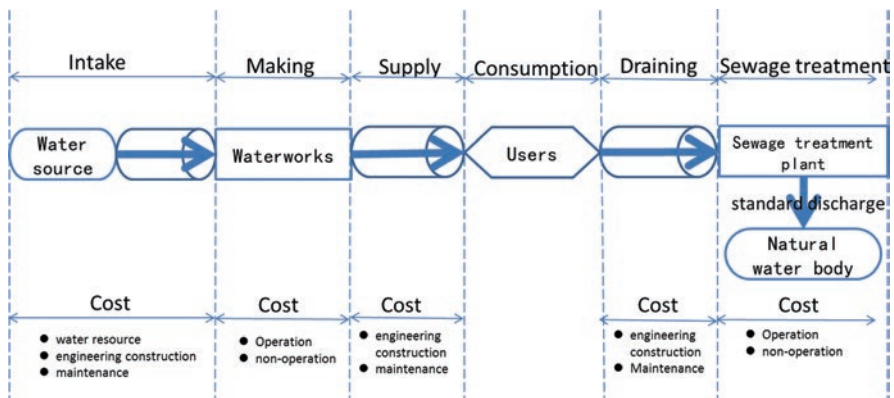 Intake
Making
Supply
Consumption
Draining
Sewage treatment
Water
source
Waterworks
Users
Sewage treatment
plant
standard discharge
Natural
water body
Cost
Cost
Cost
Cost
Cost
● water resource
● engineering construction
● maintenance
● Operation
● non-operation
● engineering
construction
● maintenance
● engineering
construction
● Maintenance
● Operation
● non-operation